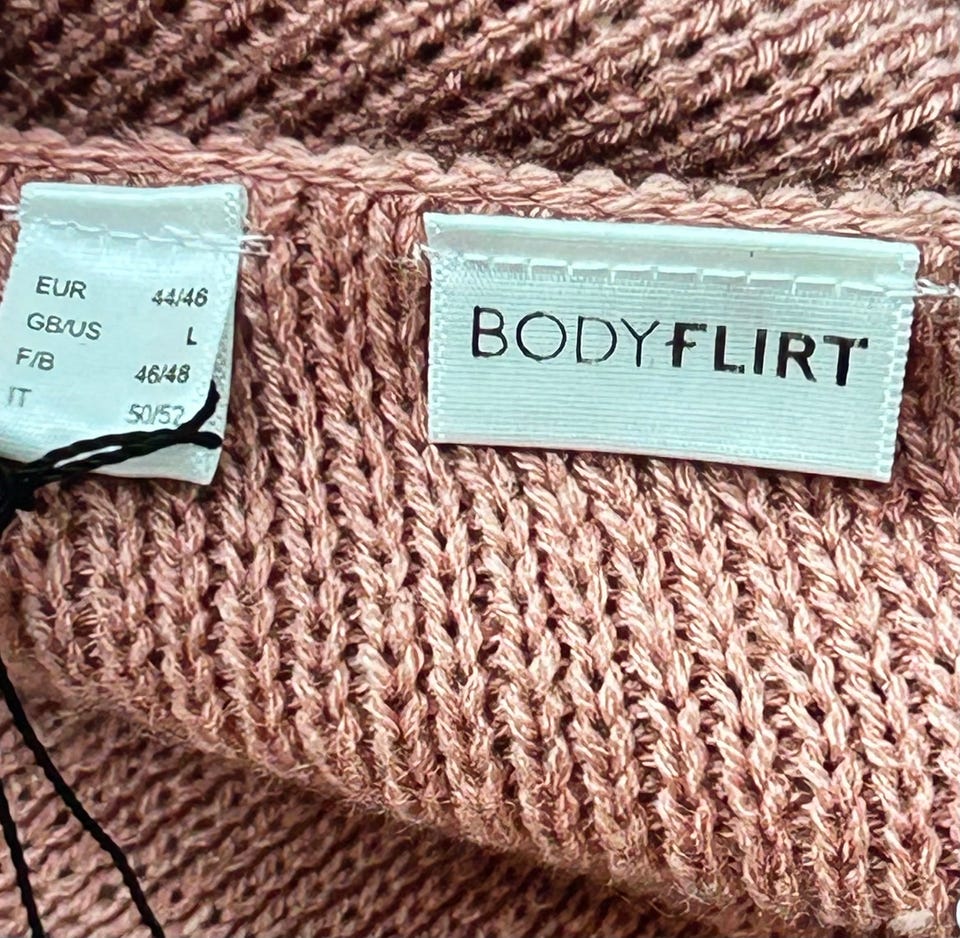 EUR 44/46
GB/US L
F/B 46/48
IT 50/52
BODYFLIRT